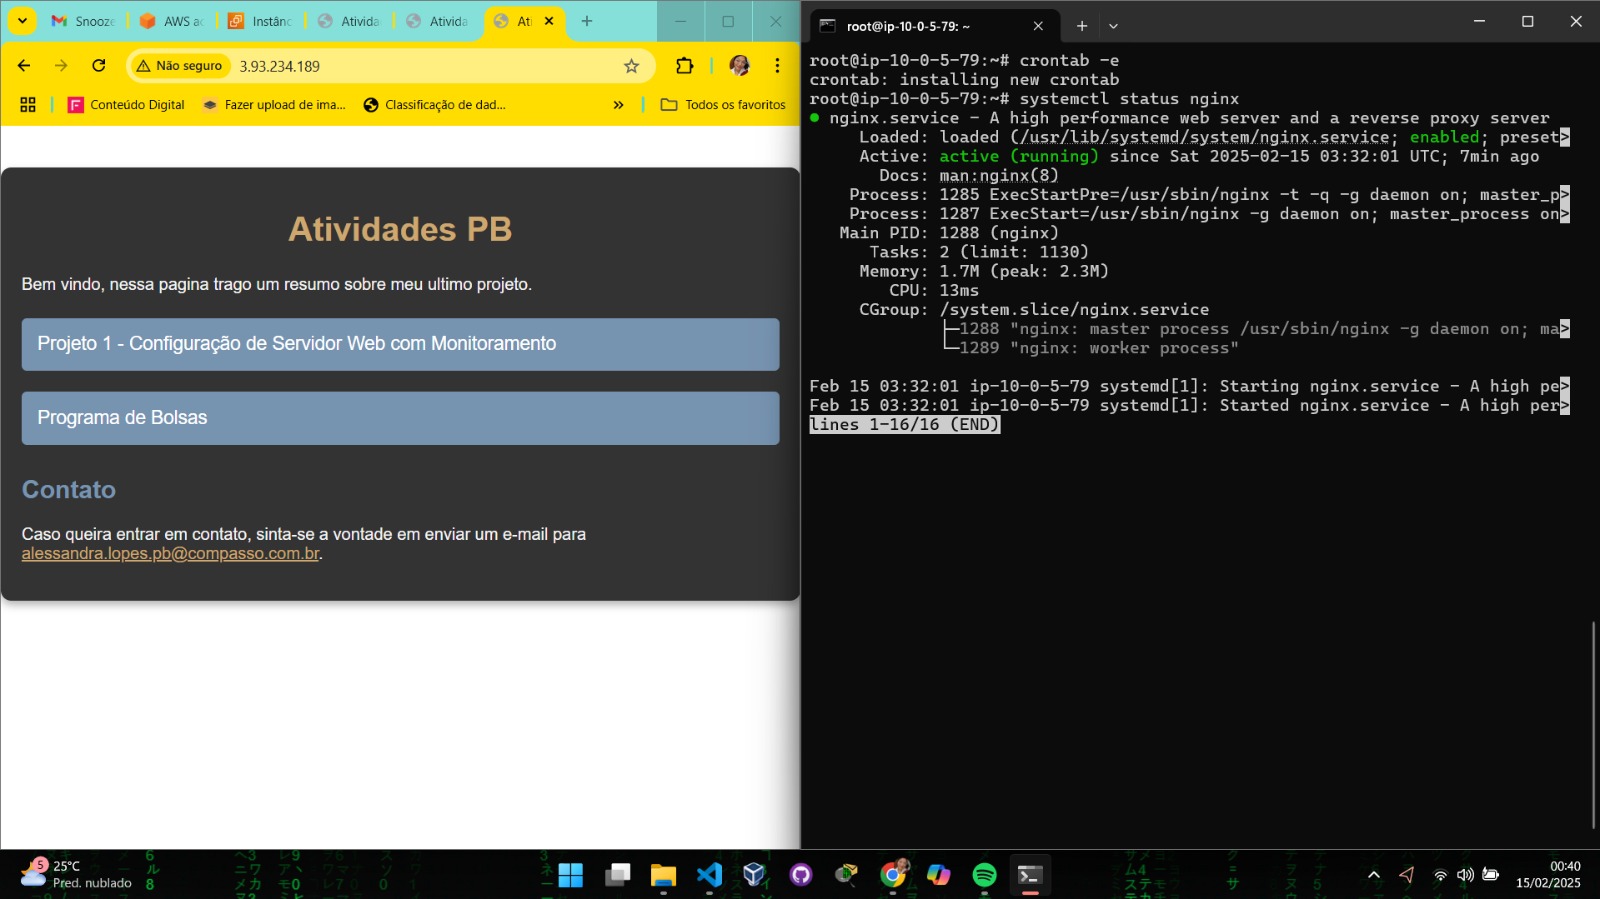 Snooze
AWS ac
Instânc
Ativida
Ativida
Ati
Não seguro
3.93.234.189
Conteúdo Digital
Fazer upload de ima...
Classificação de dad...
»
Todos os favoritos
Atividades PB
Bem vindo, nessa pagina trago um resumo sobre meu ultimo projeto.
Projeto 1 - Configuração de Servidor Web com Monitoramento
Programa de Bolsas
Contato
Caso queira entrar em contato, sinta-se a vontade em enviar um e-mail para
alessandra.lopes.pb@compasso.com.br.
root@ip-10-0-5-79: ~
root@ip-10-0-5-79:~# crontab -e
crontab: installing new crontab
root@ip-10-0-5-79:~# systemctl status nginx
● nginx.service - A high performance web server and a reverse proxy server
Loaded: loaded (/usr/lib/systemd/system/nginx.service; enabled; preset>
Active: active (running) since Sat 2025-02-15 03:32:01 UTC; 7min ago
Docs: man:nginx(8)
Process: 1285 ExecStartPre=/usr/sbin/nginx -t -q -g daemon on; master_p>
Process: 1287 ExecStart=/usr/sbin/nginx -g daemon on; master_process on>
Main PID: 1288 (nginx)
Tasks: 2 (limit: 1130)
Memory: 1.7M (peak: 2.3M)
CPU: 13ms
CGroup: /system.slice/nginx.service
├─1288 "nginx: master process /usr/sbin/nginx -g daemon on; ma>
└─1289 "nginx: worker process"
Feb 15 03:32:01 ip-10-0-5-79 systemd[1]: Starting nginx.service - A high pe>
Feb 15 03:32:01 ip-10-0-5-79 systemd[1]: Started nginx.service - A high per>
lines 1-16/16 (END)
5
25°C
Pred. nublado
00:40
15/02/2025